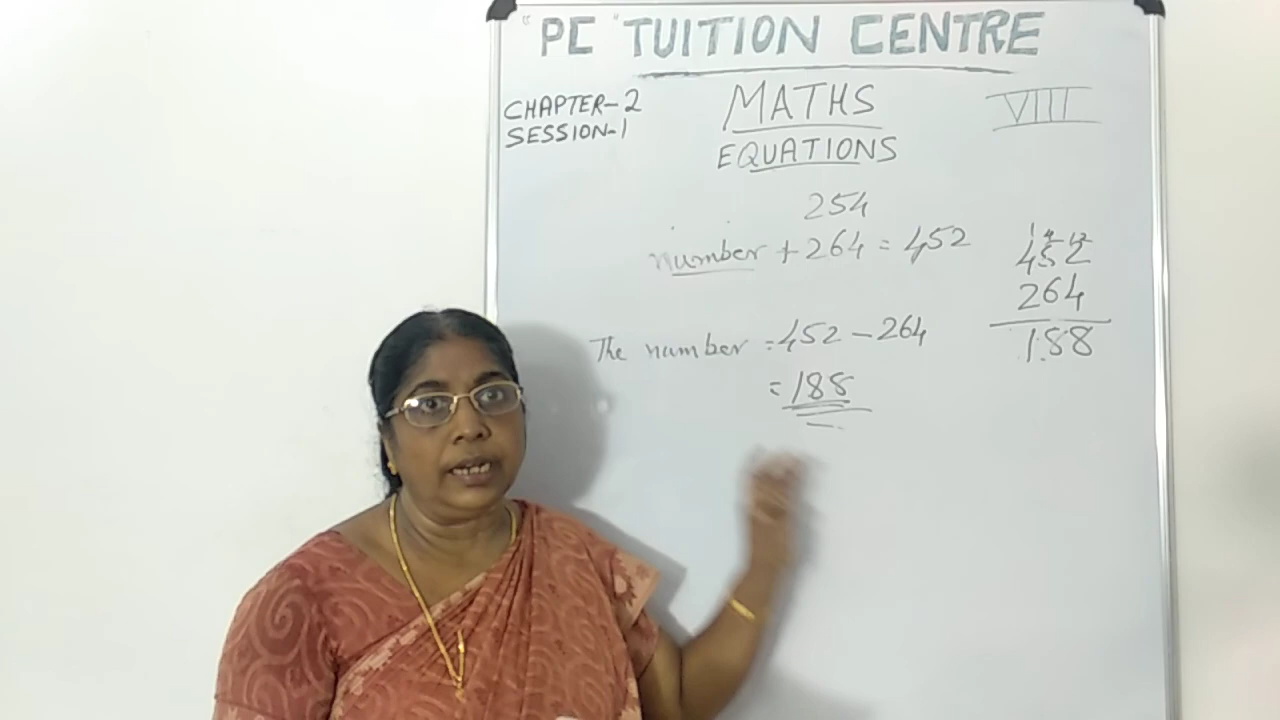 "PC" TUITION CENTRE
CHAPTER-2
SESSION-1
MATHS
EQUATIONS
VIII
254
number + 264 = 452
The number = 452 - 264
= 188
452
264
188